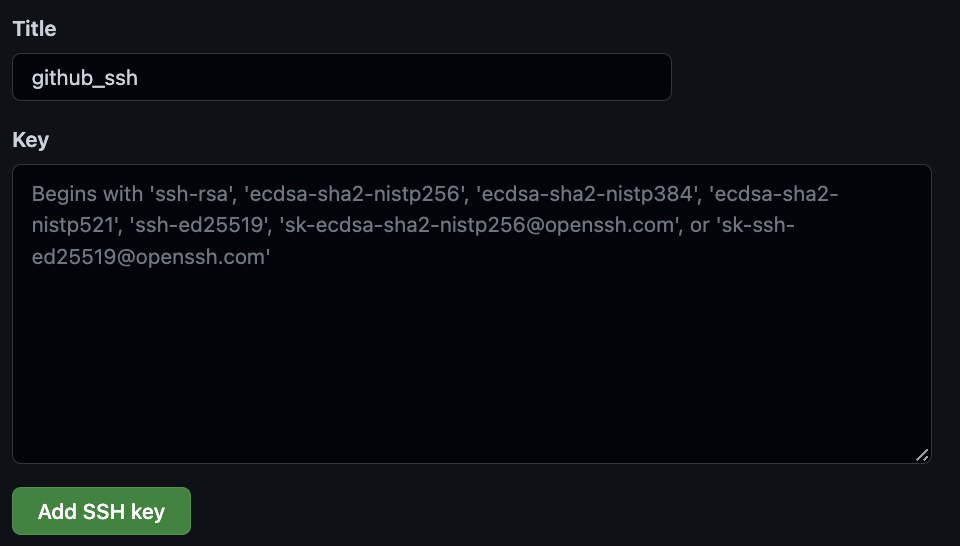 Title
github_ssh
Key
Begins with 'ssh-rsa', 'ecdsa-sha2-nistp256', 'ecdsa-sha2-nistp384', 'ecdsa-sha2-
nistp521', 'ssh-ed25519', 'sk-ecdsa-sha2-nistp256@openssh.com', or 'sk-ssh-
ed25519@openssh.com'
Add SSH key